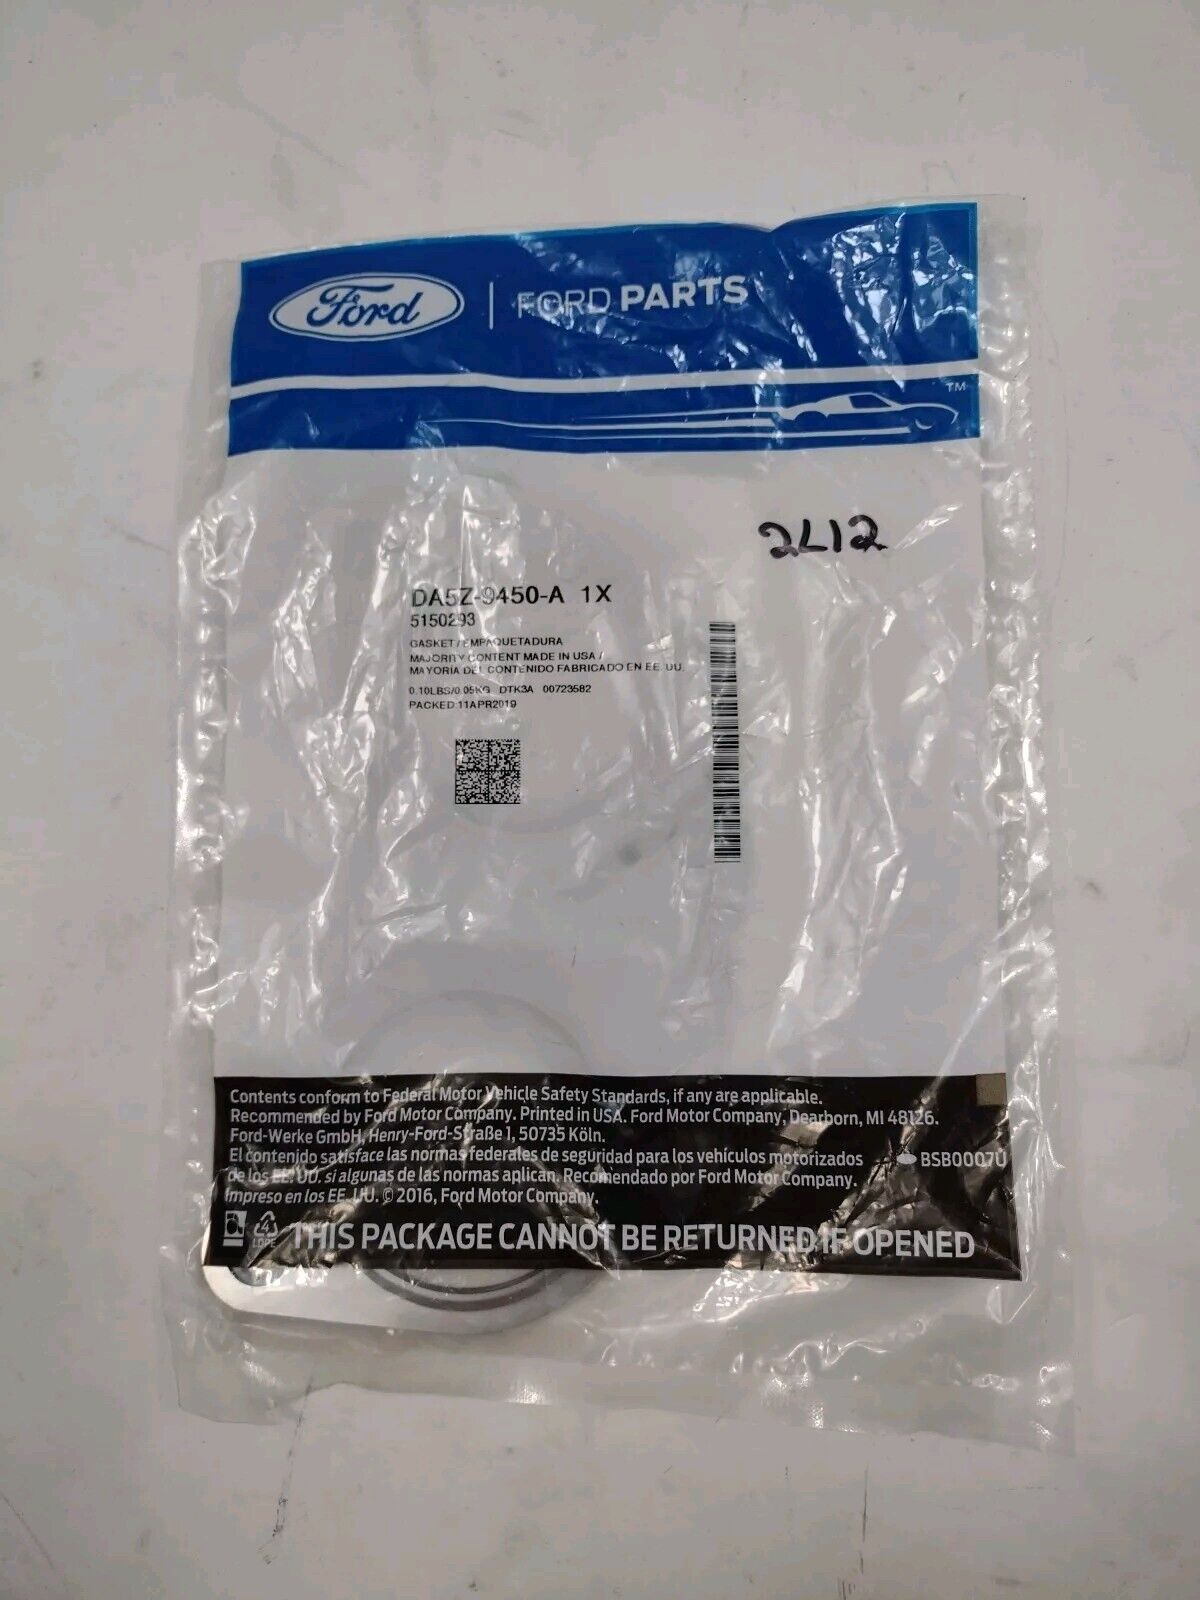 Ford | FORD PARTS
TM
2L12
DA5Z-9450-A 1X
5150293
GASKET/EMPAQUETADURA
MAJORITY CONTENT MADE IN USA /
MAYORIA DEL CONTENIDO FABRICADO EN EE. UU.
0.10LBS/0.05KG DTK3A 00723582
PACKED:11APR2019
Contents conform to Federal Motor Vehicle Safety Standards, if any are applicable.
Recommended by Ford Motor Company. Printed in USA. Ford Motor Company, Dearborn, MI 48126.
Ford-Werke GmbH, Henry-Ford-Straße 1, 50735 Köln.
El contenido satisface las normas federales de seguridad para los vehículos motorizados
de los EE. UU. si algunas de las normas aplican. Recomendado por Ford Motor Company.
Impreso en los EE. UU. © 2016, Ford Motor Company.
BSB0007U
4
LDPE
THIS PACKAGE CANNOT BE RETURNED IF OPENED